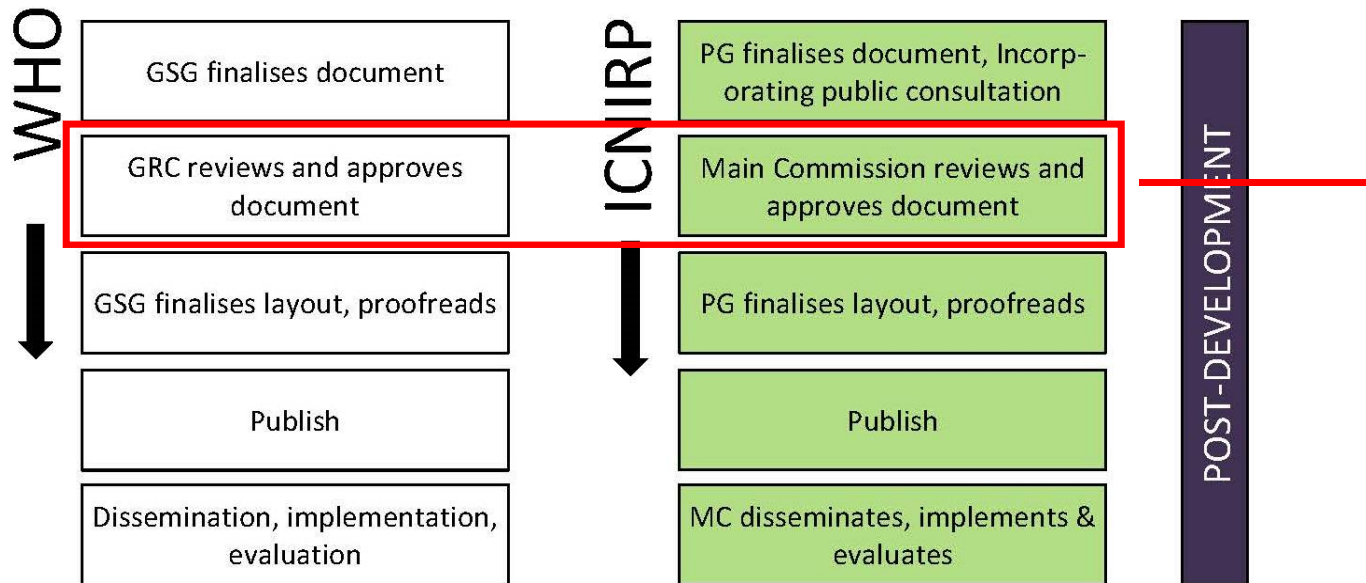 WHO
GSG finalises document
GRC reviews and approves
document
GSG finalises layout, proofreads
Publish
Dissemination, implementation,
evaluation
ICNIRP
PG finalises document, Incorp-
orating public consultation
Main Commission reviews and
approves document
PG finalises layout, proofreads
Publish
MC disseminates, implements &
evaluates
POST-DEVELOPMENT